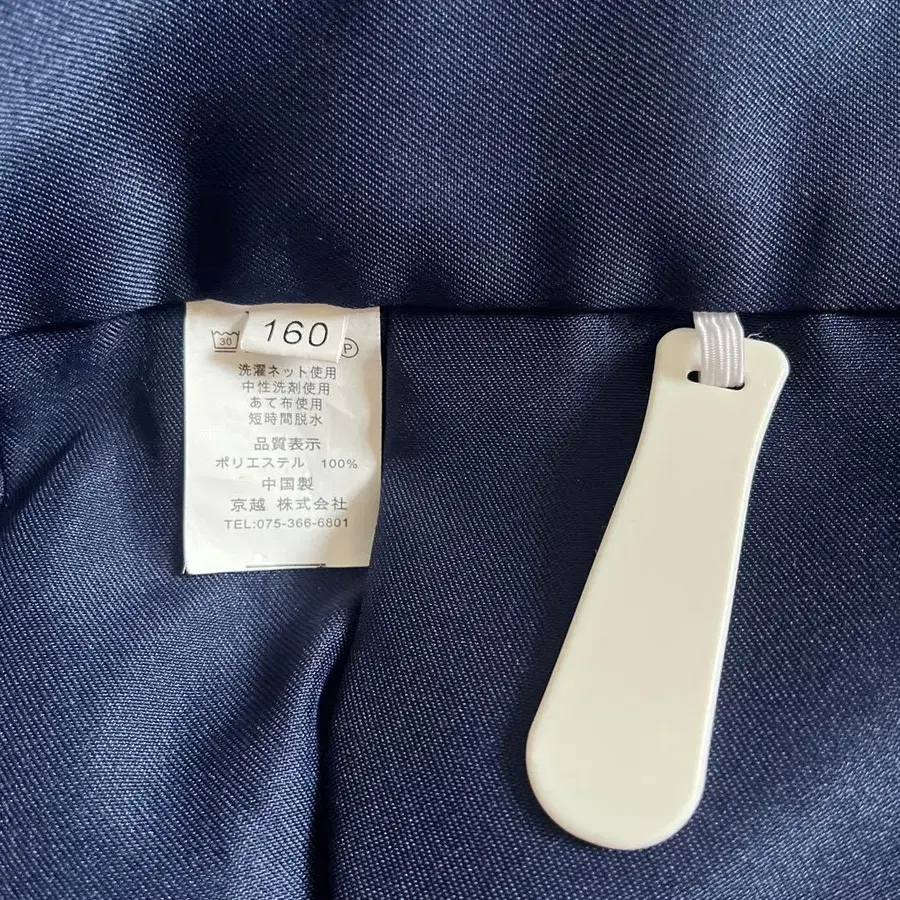 160
30
P
洗濯ネット使用
中性洗剤使用
あて布使用
短時間脱水
品質表示
ポリエステル 100%
中国製
京越 株式会社
TEL:075-366-6801